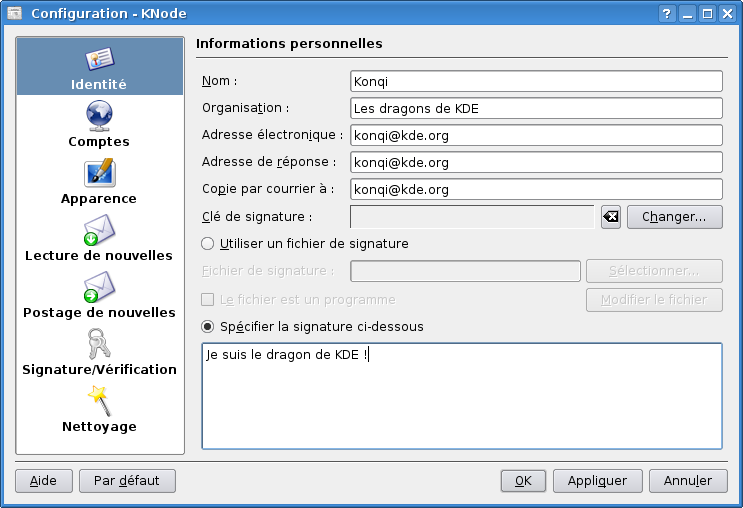 Configuration - KNode
Identité
Comptes
Apparence
Lecture de nouvelles
Postage de nouvelles
Signature/Vérification
Nettoyage
Informations personnelles
Nom : Konqi
Organisation : Les dragons de KDE
Adresse électronique : konqi@kde.org
Adresse de réponse : konqi@kde.org
Copie par courrier à : konqi@kde.org
Clé de signature : Changer...
Utiliser un fichier de signature
Fichier de signature : Sélectionner...
Le fichier est un programme Modifier le fichier
Spécifier la signature ci-dessous
Je suis le dragon de KDE !
Aide Par défaut OK Appliquer Annuler